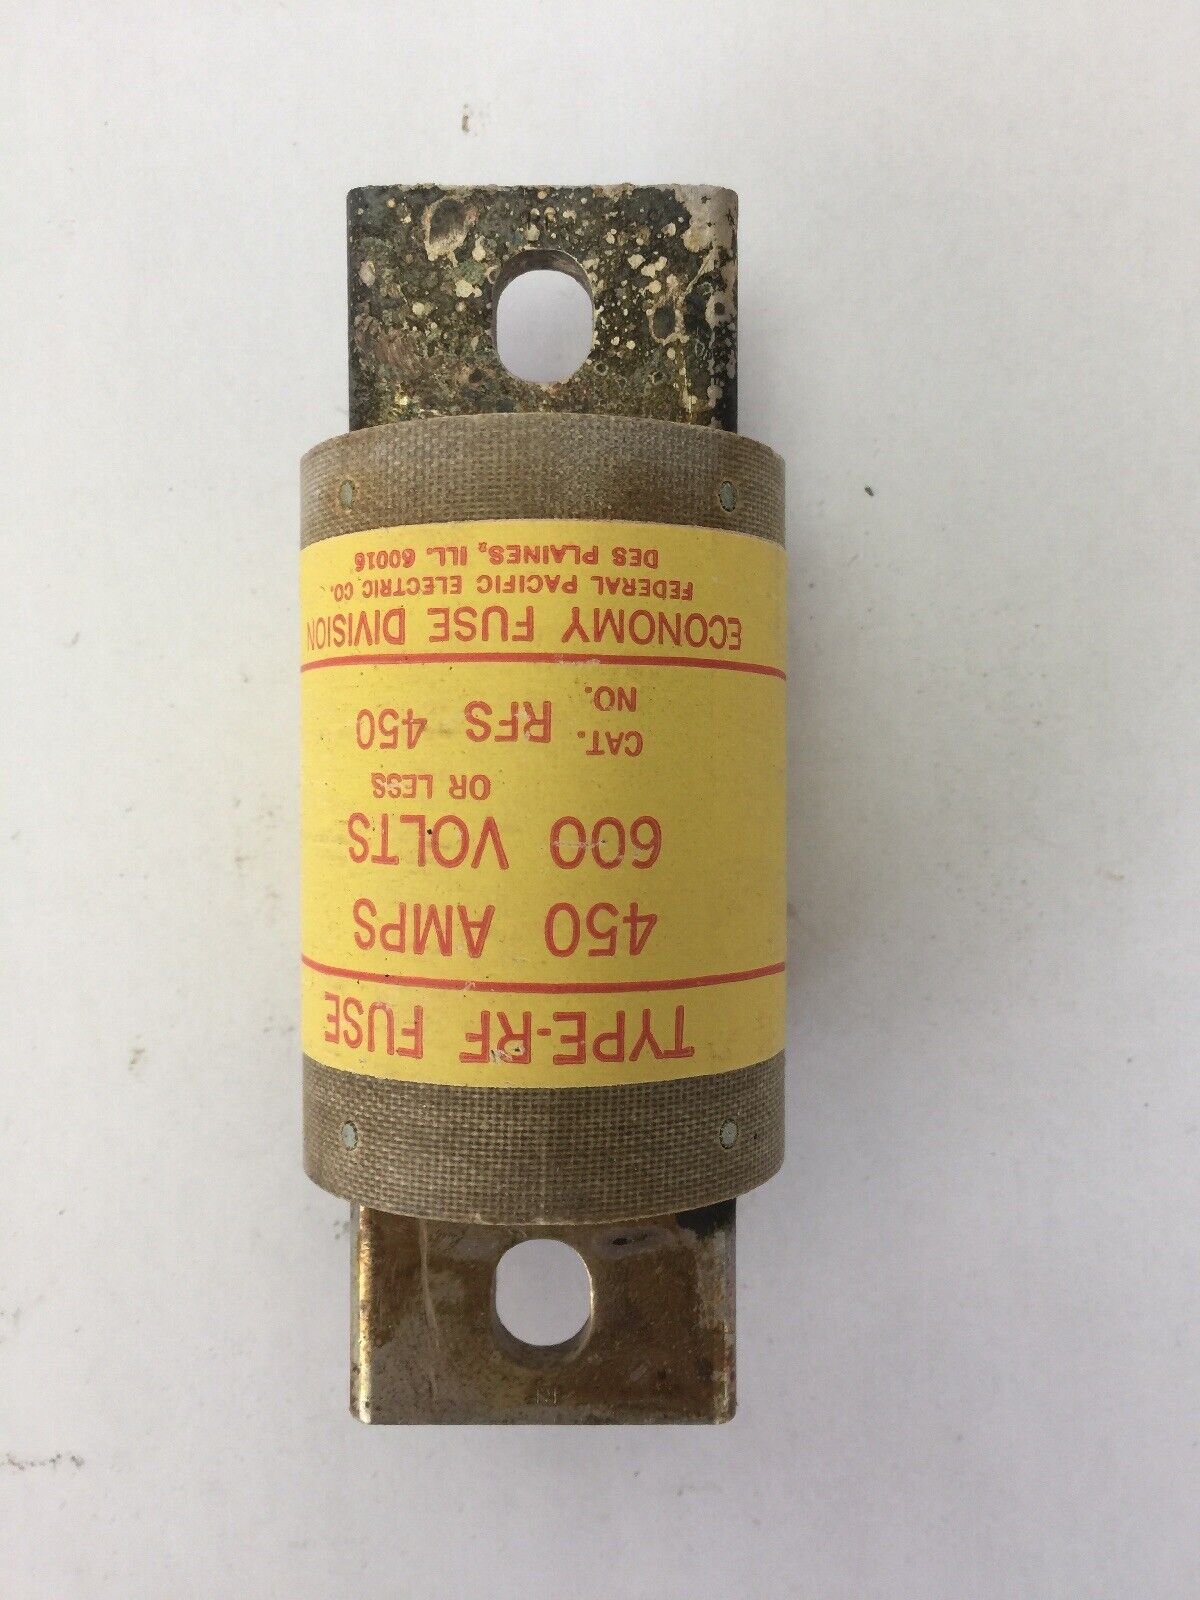 TYPE-RF FUSE
450 AMPS
600 VOLTS
OR LESS
CAT. NO. RFS 450
ECONOMY FUSE DIVISION
FEDERAL PACIFIC ELECTRIC CO.
DES PLAINES, ILL. 60016